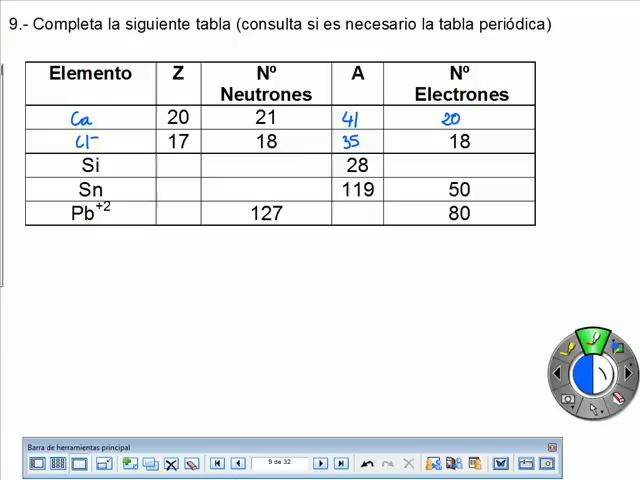 9.- Completa la siguiente tabla (consulta si es necesario la tabla periódica)
Elemento Z Nº Neutrones A Nº Electrones
Ca 20 21 41 20
Cl⁻ 17 18 35 18
Si 28
Sn 119 50
Pb⁺² 127 80
Barra de herramientas principal
9 de 32